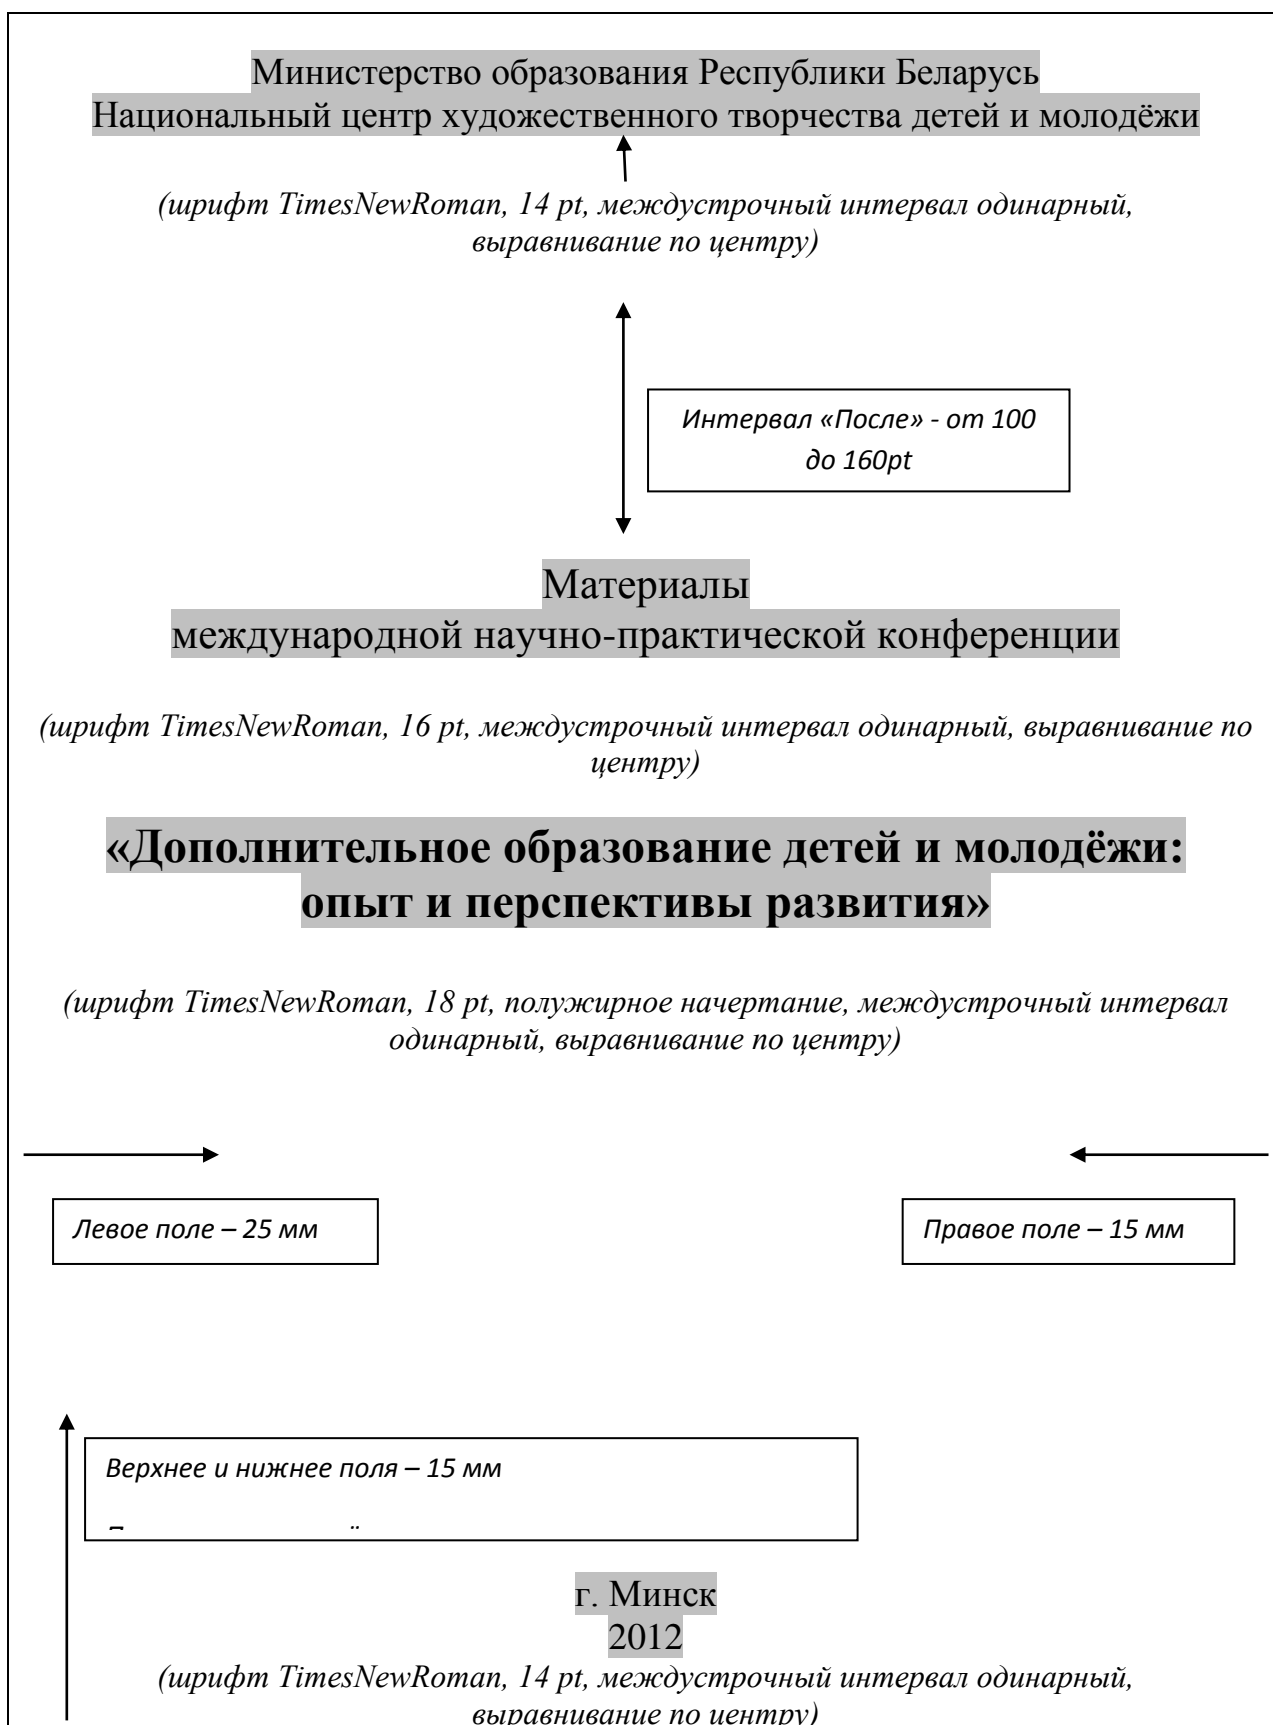 Министерство образования Республики Беларусь
Национальный центр художественного творчества детей и молодёжи
(шрифт TimesNewRoman, 14 pt, междустрочный интервал одинарный,
выравнивание по центру)
Интервал «После» - от 100
до 160pt
Материалы
международной научно-практической конференции
(шрифт TimesNewRoman, 16 pt, междустрочный интервал одинарный, выравнивание по
центру)
«Дополнительное образование детей и молодёжи:
опыт и перспективы развития»
(шрифт TimesNewRoman, 18 pt, полужирное начертание, междустрочный интервал
одинарный, выравнивание по центру)
Левое поле – 25 мм
Правое поле – 15 мм
Верхнее и нижнее поля – 15 мм
г. Минск
2012
(шрифт TimesNewRoman, 14 pt, междустрочный интервал одинарный,
выравнивание по центру)